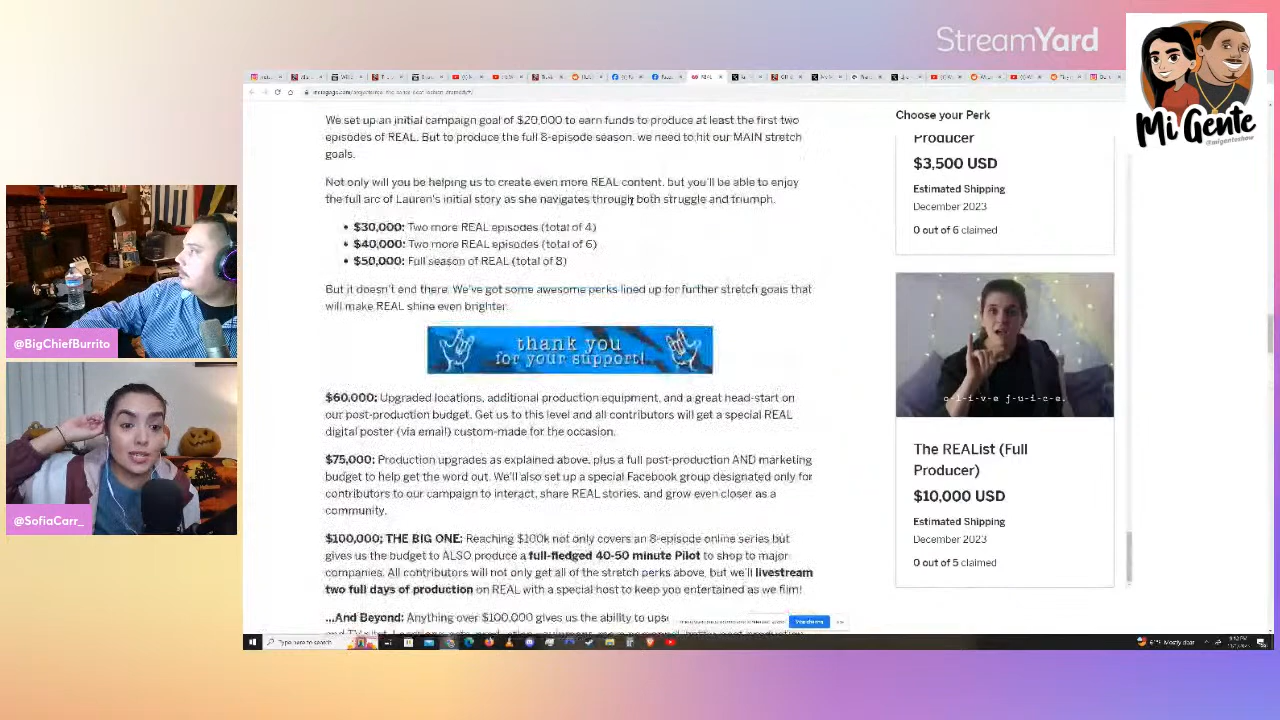 StreamYard
Mi Gente
@migenteshow
We set up an initial campaign goal of $20,000 to earn funds to produce at least the first two
episodes of REAL. But to produce the full 8-episode season, we need to hit our MAIN stretch
goals.
Not only will you be helping us to create even more REAL content, but you'll be able to enjoy
the full arc of Lauren's initial story as she navigates through both struggle and triumph.
$30,000: Two more REAL episodes (total of 4)
$40,000: Two more REAL episodes (total of 6)
$50,000: Full season of REAL (total of 8)
But it doesn't end there. We've got some awesome perks lined up for further stretch goals that
will make REAL shine even brighter.
thank you
for your support!
$60,000: Upgraded locations, additional production equipment, and a great head-start on
our post-production budget. Get us to this level and all contributors will get a special REAL
digital poster (via email) custom-made for the occasion.
$75,000: Production upgrades as explained above, plus a full post-production AND marketing
budget to help get the word out. We'll also set up a special Facebook group designated only for
contributors to our campaign to interact, share REAL stories, and grow even closer as a
community.
$100,000; THE BIG ONE: Reaching $100k not only covers an 8-episode online series but
gives us the budget to ALSO produce a full-fledged 40-50 minute Pilot to shop to major
companies. All contributors will not only get all of the stretch perks above, but we'll livestream
two full days of production on REAL with a special host to keep you entertained as we film!
...And Beyond: Anything over $100,000 gives us the ability to
Choose your Perk
Producer
$3,500 USD
Estimated Shipping
December 2023
0 out of 6 claimed
o-l-i-v-e j-u-i-c-e.
The REAList (Full
Producer)
$10,000 USD
Estimated Shipping
December 2023
0 out of 5 claimed
@BigChiefBurrito
@SofiaCarr_
Type here to search